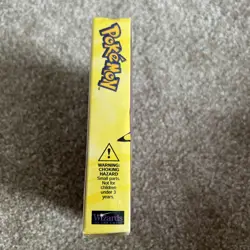 POKéMON
WARNING:
CHOKING
HAZARD
Small parts.
Not for
children
under 3
years.
Wizards